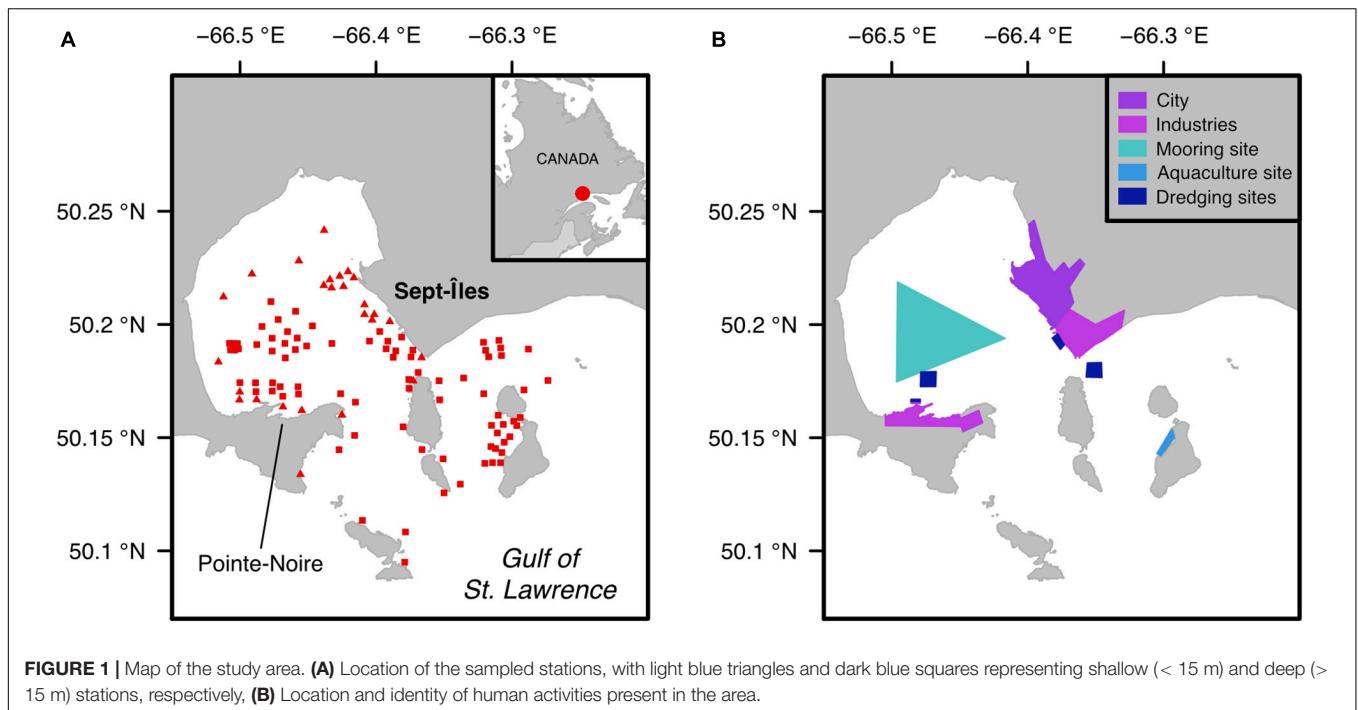 A
−66.5 °E −66.4 °E −66.3 °E
50.25 °N
50.2 °N
50.15 °N
50.1 °N
CANADA
Sept-Îles
Pointe-Noire
Gulf of
St. Lawrence
B
−66.5 °E −66.4 °E −66.3 °E
50.25 °N
50.2 °N
50.15 °N
50.1 °N
City
Industries
Mooring site
Aquaculture site
Dredging sites
FIGURE 1 | Map of the study area. (A) Location of the sampled stations, with light blue triangles and dark blue squares representing shallow (< 15 m) and deep (>
15 m) stations, respectively, (B) Location and identity of human activities present in the area.